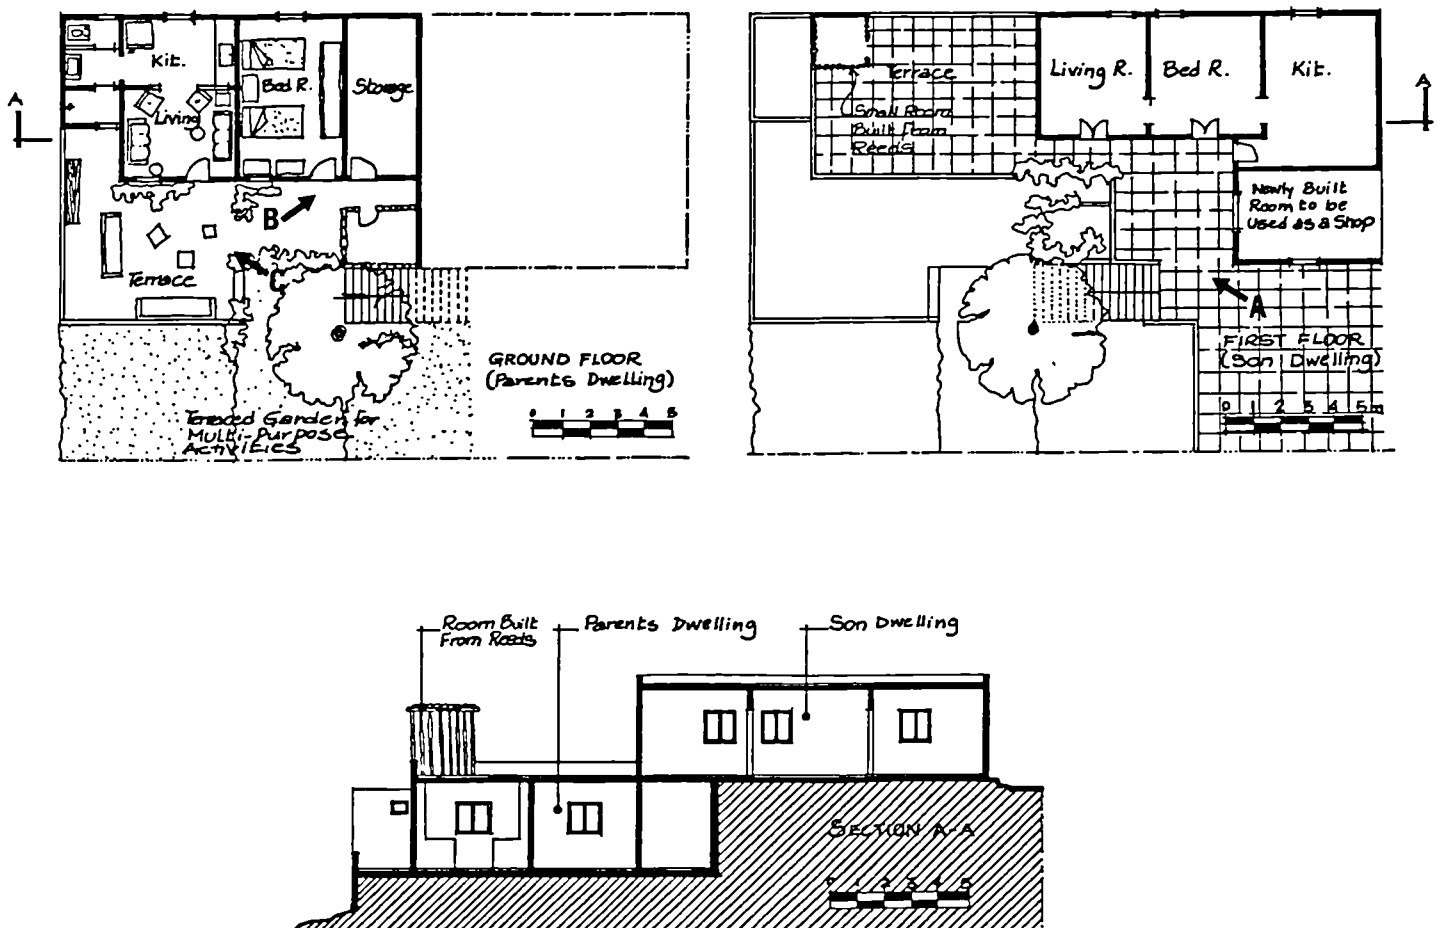 Kit.
Bed R.
Storage
Living
A
B
C
Terrace
GROUND FLOOR
(Parents Dwelling)
0 1 2 3 4 5
Terraced Garden for
Multi-Purpose
Activities
Terrace
Small Room
Built From
Reeds
Living R.
Bed R.
Kit.
A
A
Newly Built
Room to be
Used as a Shop
A
FIRST FLOOR
(Son Dwelling)
0 1 2 3 4 5m
Room Built
From Reeds
Parents Dwelling
Son Dwelling
SECTION A-A
0 1 2 3 4 5